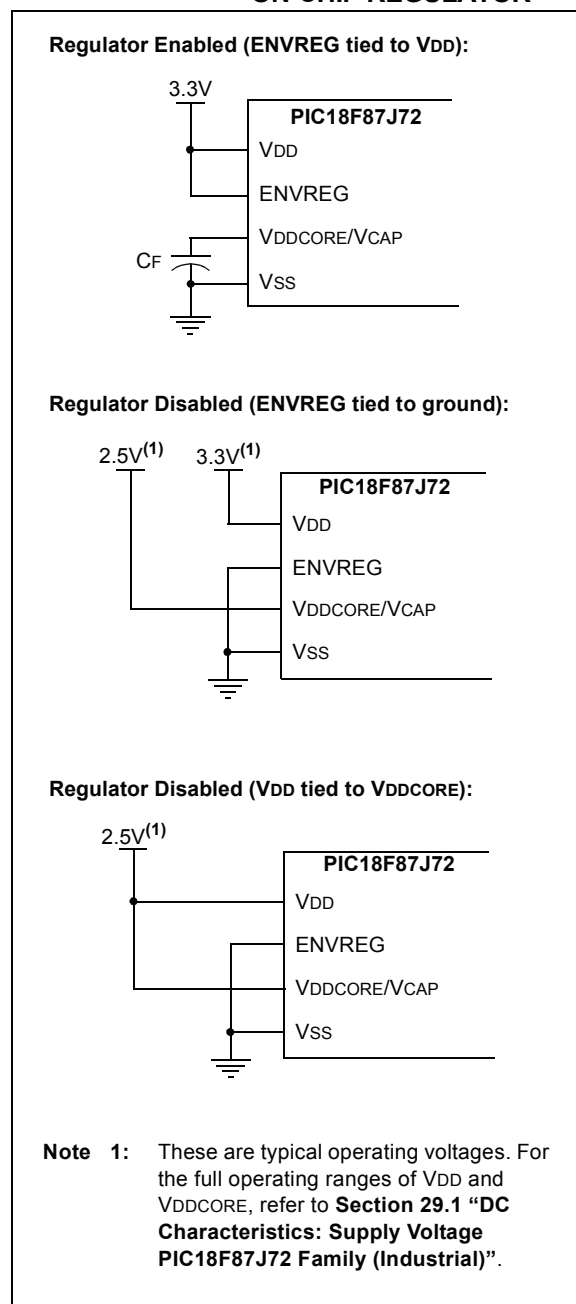 ON-CHIP REGULATOR
Regulator Enabled (ENVREG tied to VDD):
3.3V
PIC18F87J72
VDD
ENVREG
VDDCORE/VCAP
CF
VSS
Regulator Disabled (ENVREG tied to ground):
2.5V(1) 3.3V(1)
PIC18F87J72
VDD
ENVREG
VDDCORE/VCAP
VSS
Regulator Disabled (VDD tied to VDDCORE):
2.5V(1)
PIC18F87J72
VDD
ENVREG
VDDCORE/VCAP
VSS
Note 1: These are typical operating voltages. For
the full operating ranges of VDD and
VDDCORE, refer to Section 29.1 “DC
Characteristics: Supply Voltage
PIC18F87J72 Family (Industrial)”.